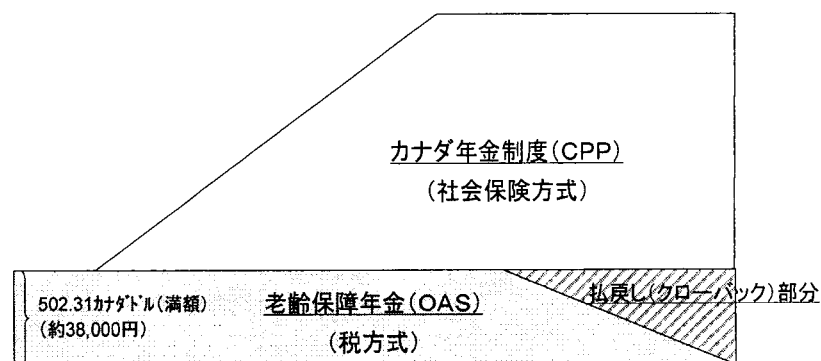 カナダ年金制度(CPP)
(社会保険方式)
払戻し(クローバック)部分
502.31カナダドル(満額)
(約38,000円)
老齢保障年金(OAS)
(税方式)